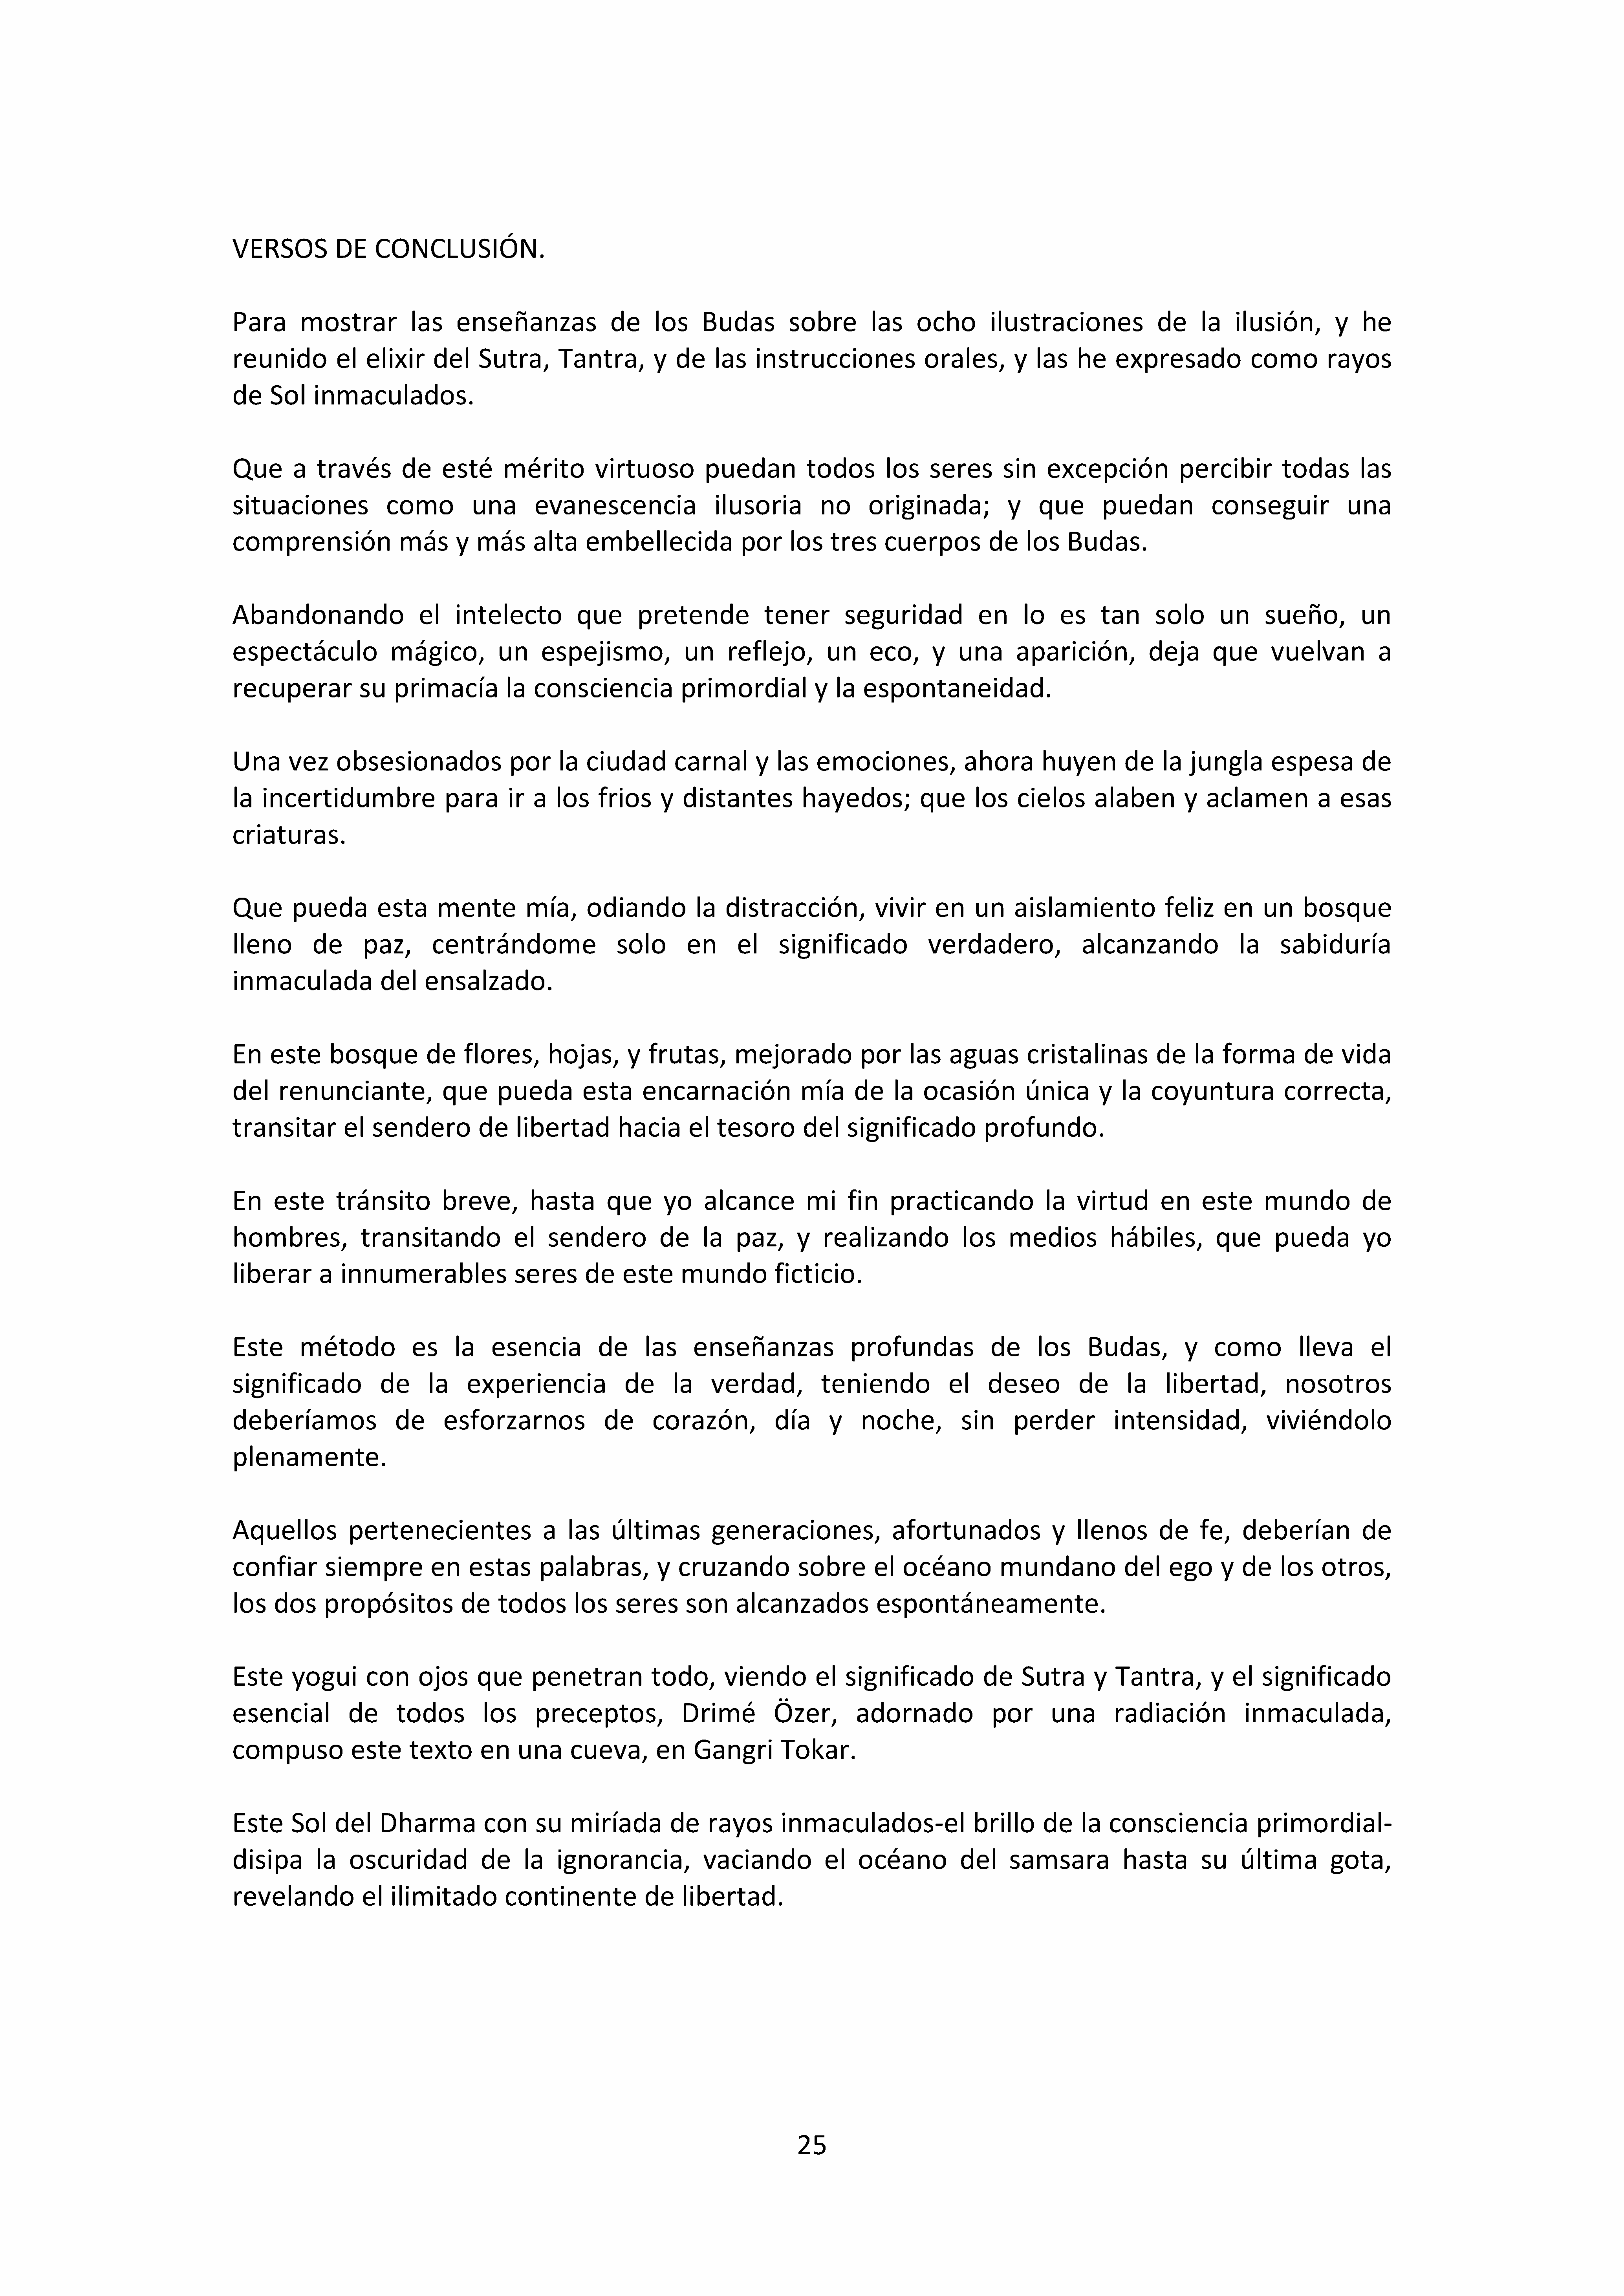 VERSOS DE CONCLUSIÓN.
Para mostrar las enseñanzas de los Budas sobre las ocho ilustraciones de la ilusión, y he
reunido el elixir del Sutra, Tantra, y de las instrucciones orales, y las he expresado como rayos
de Sol inmaculados.
Que a través de esté mérito virtuoso puedan todos los seres sin excepción percibir todas las
situaciones como una evanescencia ilusoria no originada; y que puedan conseguir una
comprensión más y más alta embellecida por los tres cuerpos de los Budas.
Abandonando el intelecto que pretende tener seguridad en lo es tan solo un sueño, un
espectáculo mágico, un espejismo, un reflejo, un eco, y una aparición, deja que vuelvan a
recuperar su primacía la consciencia primordial y la espontaneidad.
Una vez obsesionados por la ciudad carnal y las emociones, ahora huyen de la jungla espesa de
la incertidumbre para ir a los frios y distantes hayedos; que los cielos alaben y aclamen a esas
criaturas.
Que pueda esta mente mía, odiando la distracción, vivir en un aislamiento feliz en un bosque
lleno de paz, centrándome solo en el significado verdadero, alcanzando la sabiduría
inmaculada del ensalzado.
En este bosque de flores, hojas, y frutas, mejorado por las aguas cristalinas de la forma de vida
del renunciante, que pueda esta encarnación mía de la ocasión única y la coyuntura correcta,
transitar el sendero de libertad hacia el tesoro del significado profundo.
En este tránsito breve, hasta que yo alcance mi fin practicando la virtud en este mundo de
hombres, transitando el sendero de la paz, y realizando los medios hábiles, que pueda yo
liberar a innumerables seres de este mundo ficticio.
Este método es la esencia de las enseñanzas profundas de los Budas, y como lleva el
significado de la experiencia de la verdad, teniendo el deseo de la libertad, nosotros
deberíamos de esforzarnos de corazón, día y noche, sin perder intensidad, viviéndolo
plenamente.
Aquellos pertenecientes a las últimas generaciones, afortunados y llenos de fe, deberían de
confiar siempre en estas palabras, y cruzando sobre el océano mundano del ego y de los otros,
los dos propósitos de todos los seres son alcanzados espontáneamente.
Este yogui con ojos que penetran todo, viendo el significado de Sutra y Tantra, y el significado
esencial de todos los preceptos, Drimé Özer, adornado por una radiación inmaculada,
compuso este texto en una cueva, en Gangri Tokar.
Este Sol del Dharma con su miríada de rayos inmaculados-el brillo de la consciencia primordial-
disipa la oscuridad de la ignorancia, vaciando el océano del samsara hasta su última gota,
revelando el ilimitado continente de libertad.
25